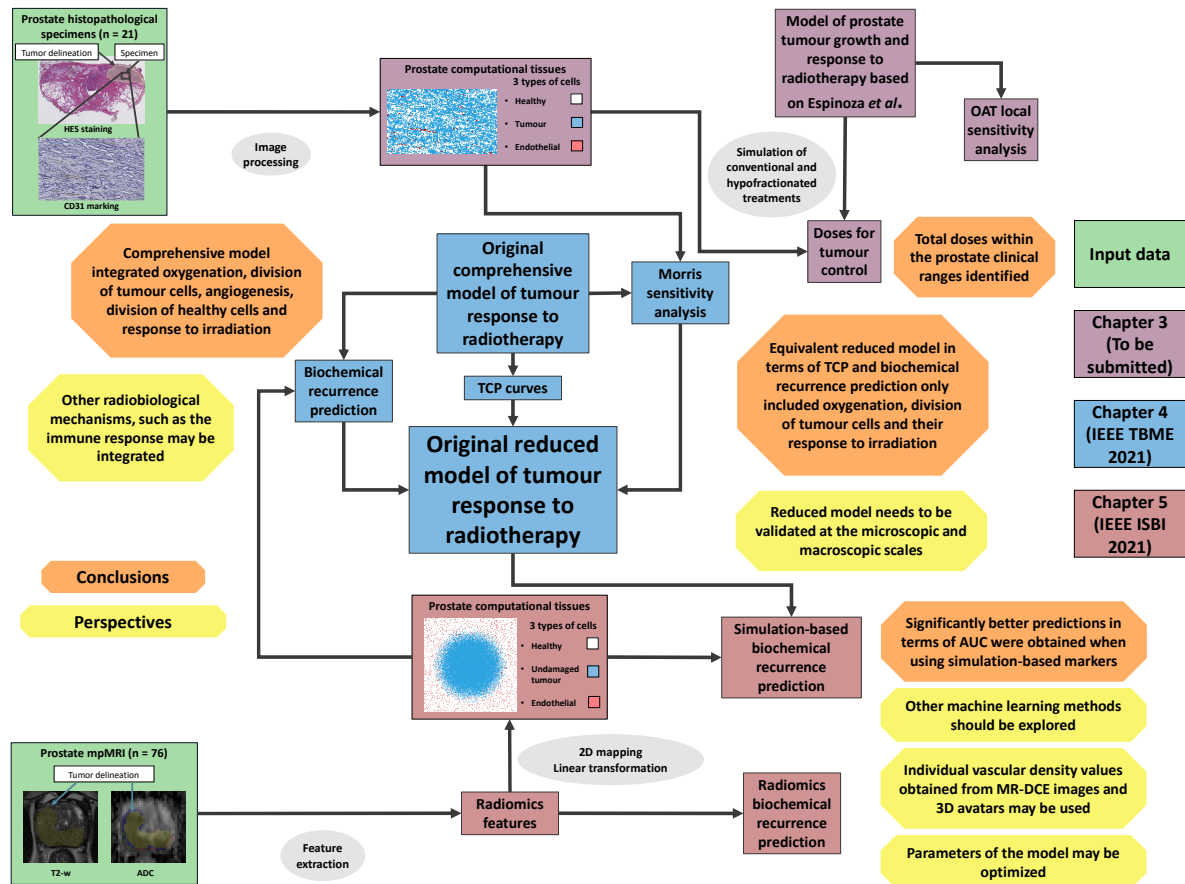 Prostate histopathological
specimens (n = 21)
Tumor delineation
Specimen
HES staining
CD31 marking
Image
processing
Prostate computational tissues
3 types of cells
• Healthy
• Tumour
• Endothelial
Model of prostate
tumour growth and
response to
radiotherapy based
on Espinoza et al.
OAT local
sensitivity
analysis
Simulation of
conventional and
hypofractionated
treatments
Doses for
tumour
control
Total doses within
the prostate clinical
ranges identified
Input data
Chapter 3
(To be
submitted)
Chapter 4
(IEEE TBME
2021)
Chapter 5
(IEEE ISBI
2021)
Comprehensive model
integrated oxygenation, division
of tumour cells, angiogenesis,
division of healthy cells and
response to irradiation
Original
comprehensive
model of tumour
response to
radiotherapy
Morris
sensitivity
analysis
Biochemical
recurrence
prediction
TCP curves
Other radiobiological
mechanisms, such as the
immune response may be
integrated
Original reduced
model of tumour
response to
radiotherapy
Equivalent reduced model in
terms of TCP and biochemical
recurrence prediction only
included oxygenation, division
of tumour cells and their
response to irradiation
Reduced model needs to be
validated at the microscopic and
macroscopic scales
Conclusions
Perspectives
Prostate computational tissues
3 types of cells
• Healthy
• Undamaged
tumour
• Endothelial
Simulation-based
biochemical
recurrence
prediction
Significantly better predictions in
terms of AUC were obtained when
using simulation-based markers
Other machine learning methods
should be explored
Individual vascular density values
obtained from MR-DCE images and
3D avatars may be used
Parameters of the model may be
optimized
Prostate mpMRI (n = 76)
Tumor delineation
T2-w
ADC
Feature
extraction
Radiomics
features
2D mapping
Linear transformation
Radiomics
biochemical
recurrence
prediction